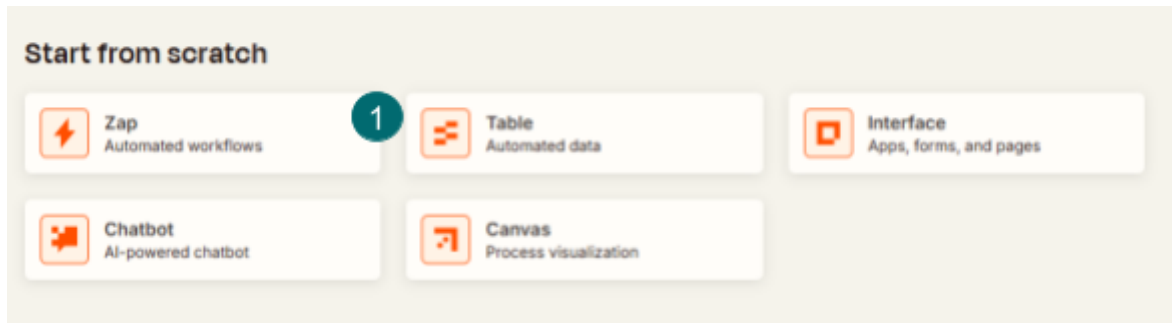 Start from scratch
Zap
Automated workflows
1
Table
Automated data
Interface
Apps, forms, and pages
Chatbot
AI-powered chatbot
Canvas
Process visualization